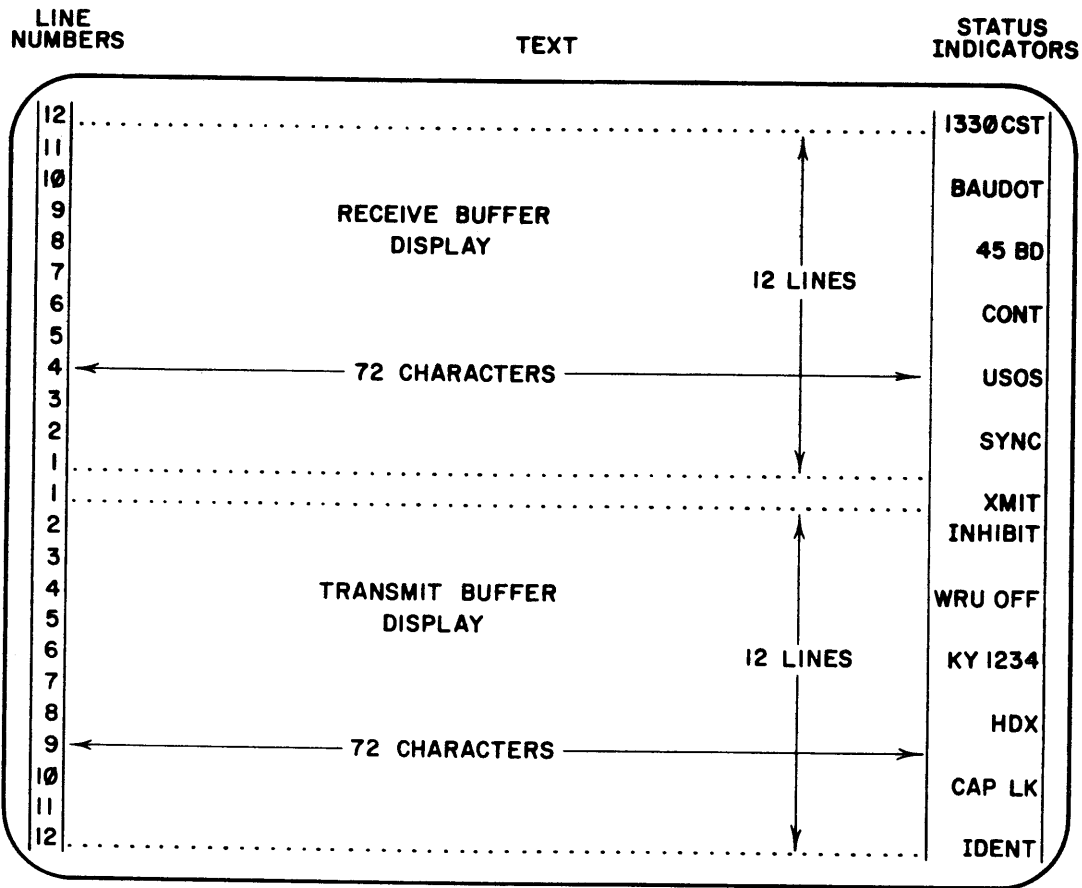 LINE
NUMBERS
TEXT
STATUS
INDICATORS
12
11
10
9
8
7
6
5
4
3
2
1
1
2
3
4
5
6
7
8
9
10
11
12
RECEIVE BUFFER
DISPLAY
12 LINES
72 CHARACTERS
TRANSMIT BUFFER
DISPLAY
12 LINES
72 CHARACTERS
1330 CST
BAUDOT
45 BD
CONT
USOS
SYNC
XMIT
INHIBIT
WRU OFF
KY 1234
HDX
CAP LK
IDENT